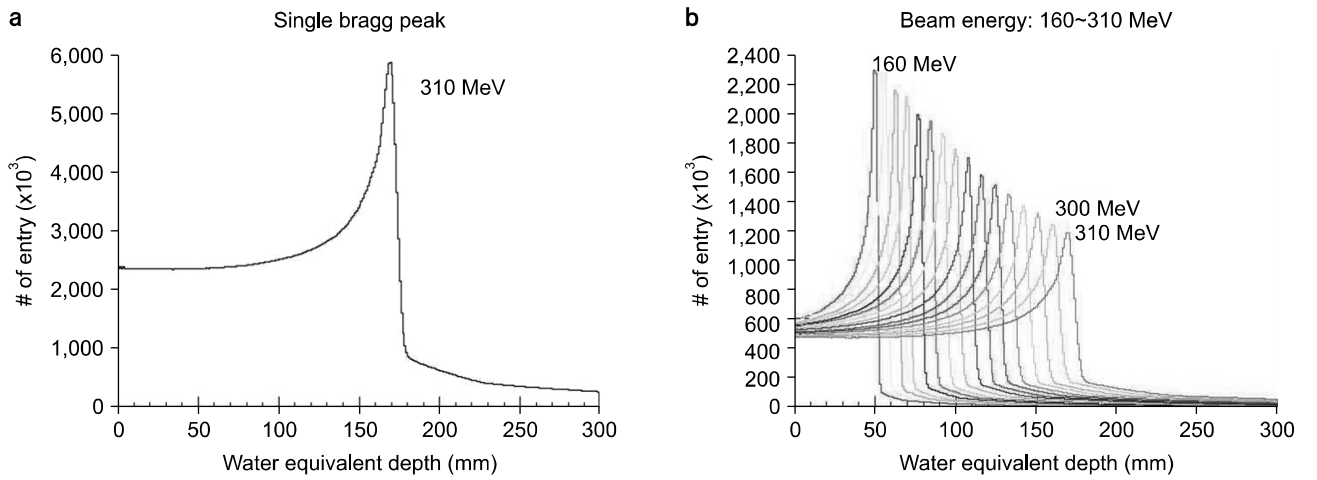 a
Single bragg peak
6,000
5,000
4,000
3,000
2,000
1,000
0
# of entry (x10³)
310 MeV
0 50 100 150 200 250 300
Water equivalent depth (mm)
b
Beam energy: 160~310 MeV
2,400
2,200
2,000
1,800
1,600
1,400
1,200
1,000
800
600
400
200
0
# of entry (x10³)
160 MeV
300 MeV
310 MeV
0 50 100 150 200 250 300
Water equivalent depth (mm)